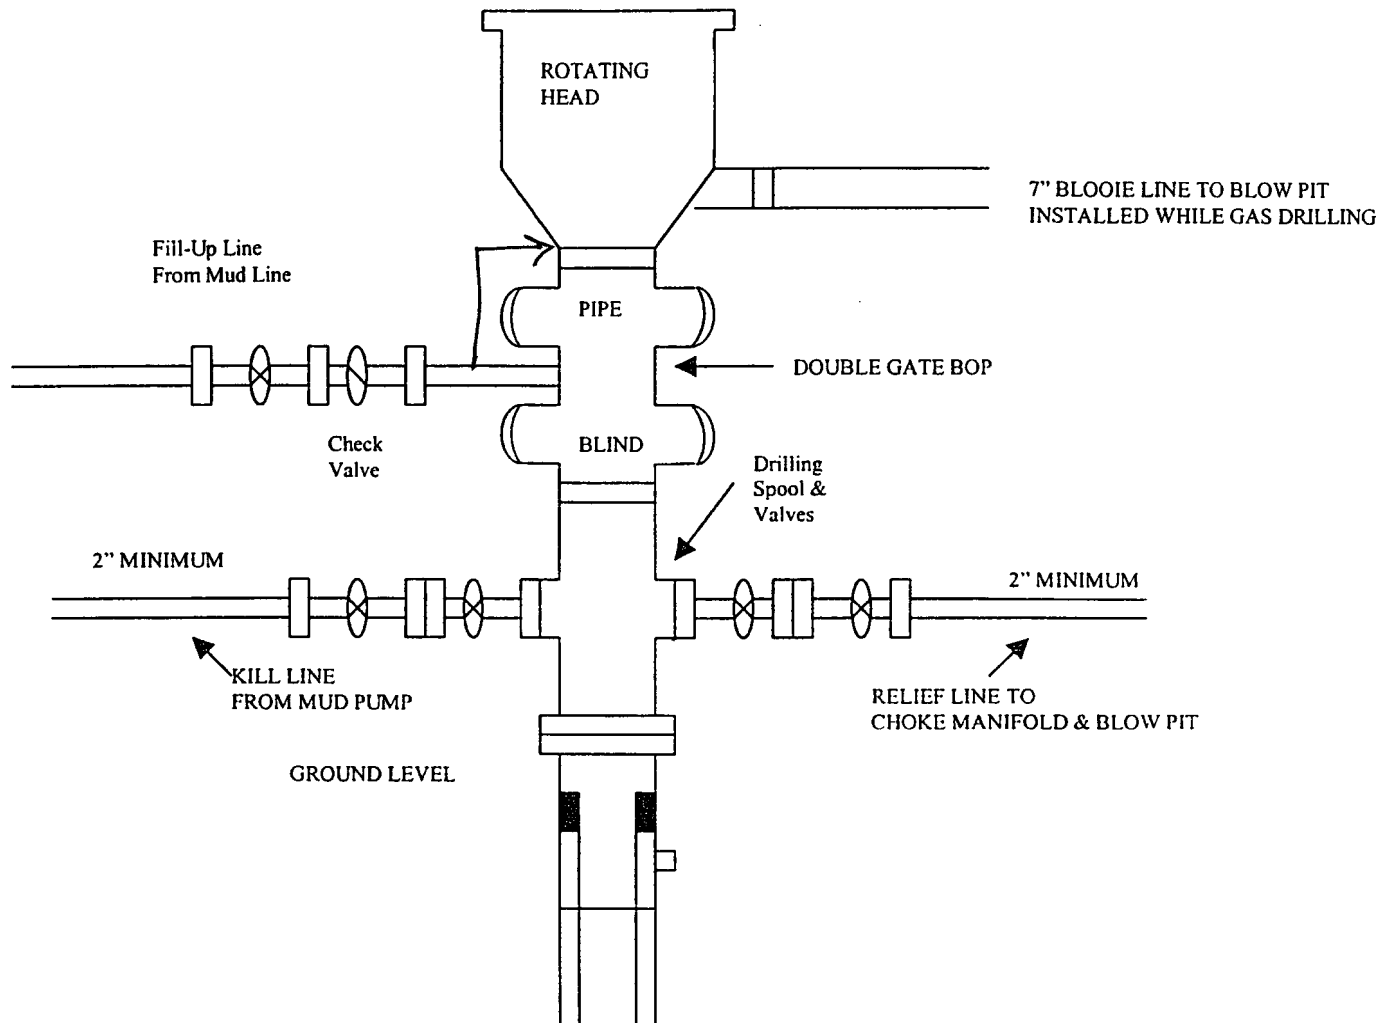 ROTATING
HEAD
7” BLOOIE LINE TO BLOW PIT
INSTALLED WHILE GAS DRILLING
Fill-Up Line
From Mud Line
PIPE
DOUBLE GATE BOP
Check
Valve
BLIND
Drilling
Spool &
Valves
2” MINIMUM
2” MINIMUM
KILL LINE
FROM MUD PUMP
RELIEF LINE TO
CHOKE MANIFOLD & BLOW PIT
GROUND LEVEL